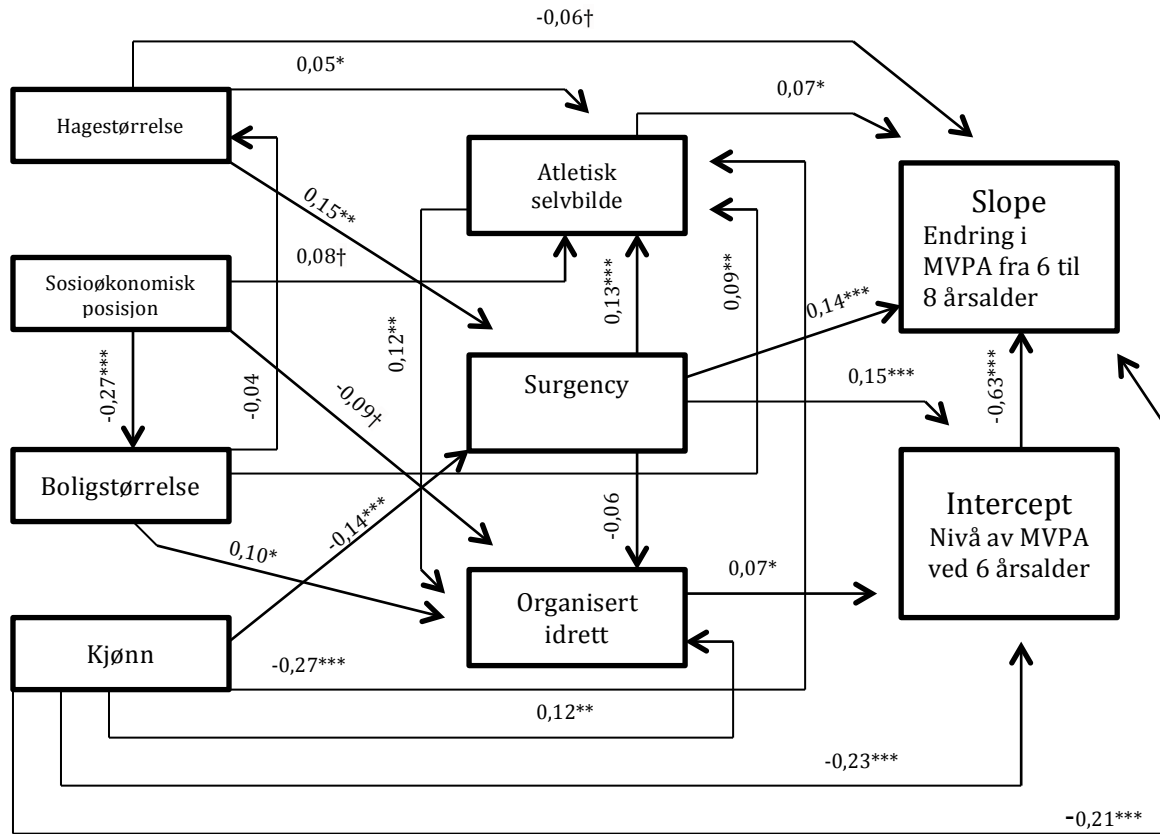 -0,06†
0,05*
0,07*
Hagestørrelse
Atletisk
selvbilde
Slope
Endring i
MVPA fra 6 til
8 årsalder
0,15**
0,08†
Sosioøkonomisk
posisjon
0,13***
0,09**
0,14***
0,12**
-0,27***
-0,04
-0,09†
Surgency
0,15***
-0,63***
Boligstørrelse
-0,14***
-0,06
Intercept
Nivå av MVPA
ved 6 årsalder
0,10*
0,07*
Organisert
idrett
Kjønn
-0,27***
0,12**
-0,23***
-0,21***